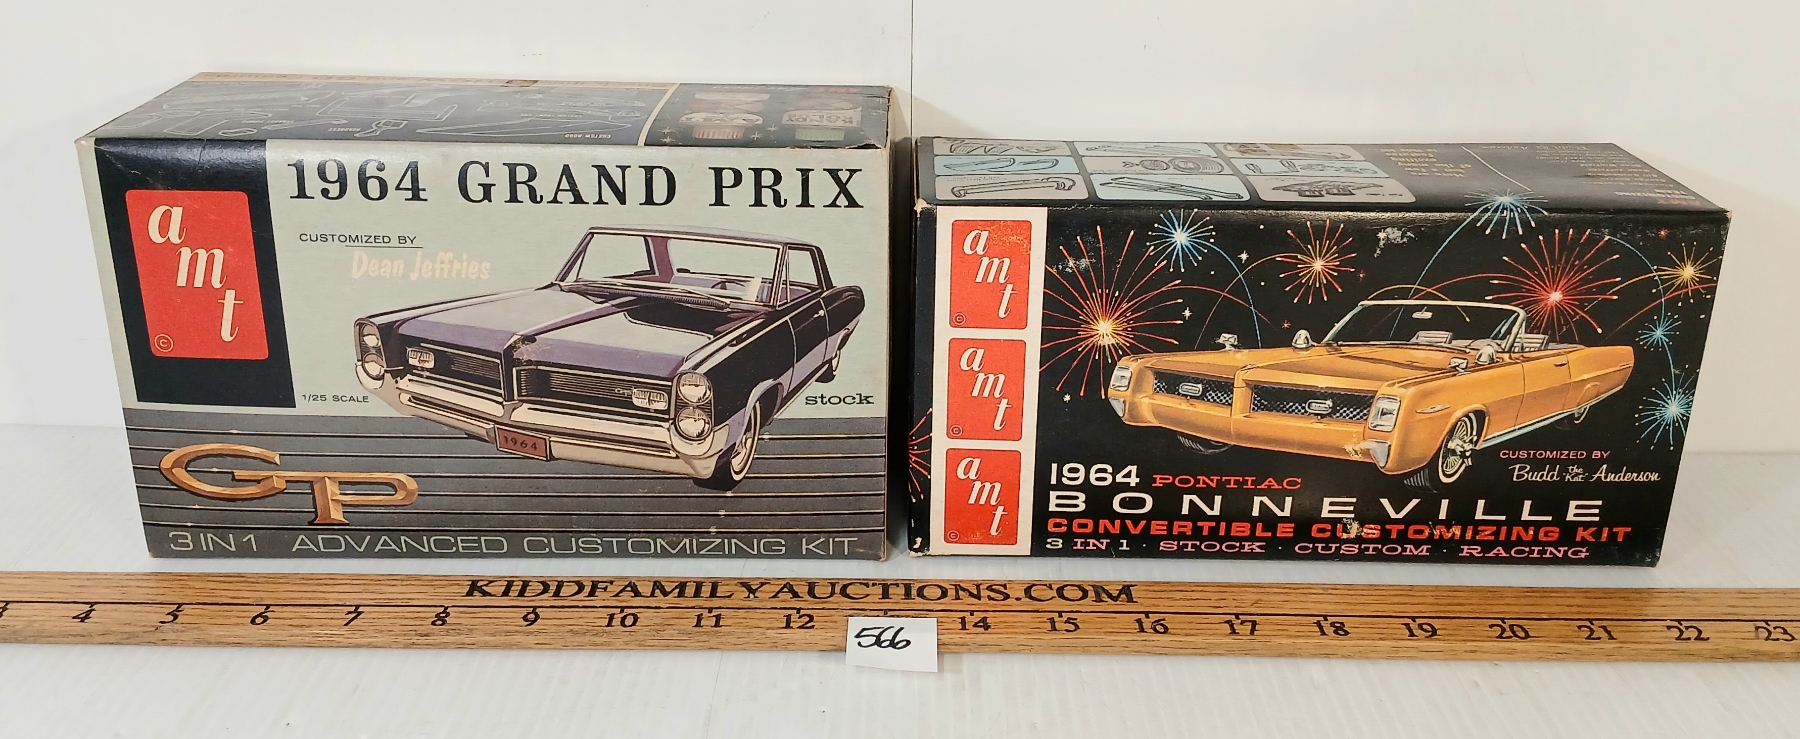 amt
©
1964 GRAND PRIX
CUSTOMIZED BY
Dean Jeffries
1/25 SCALE
stock
1964
GP
3 IN 1 ADVANCED CUSTOMIZING KIT
CUSTOM HOOD
amt
©
amt
©
amt
©
1964 PONTIAC
BONNEVILLE
CONVERTIBLE CUSTOMIZING KIT
3 IN 1 · STOCK · CUSTOM · RACING
CUSTOMIZED BY
Budd "the Kat" Anderson
KIDDFAMILYAUCTIONS.COM
3 4 5 6 7 8 9 10 11 12 14 15 16 17 18 19 20 21 22 23
566